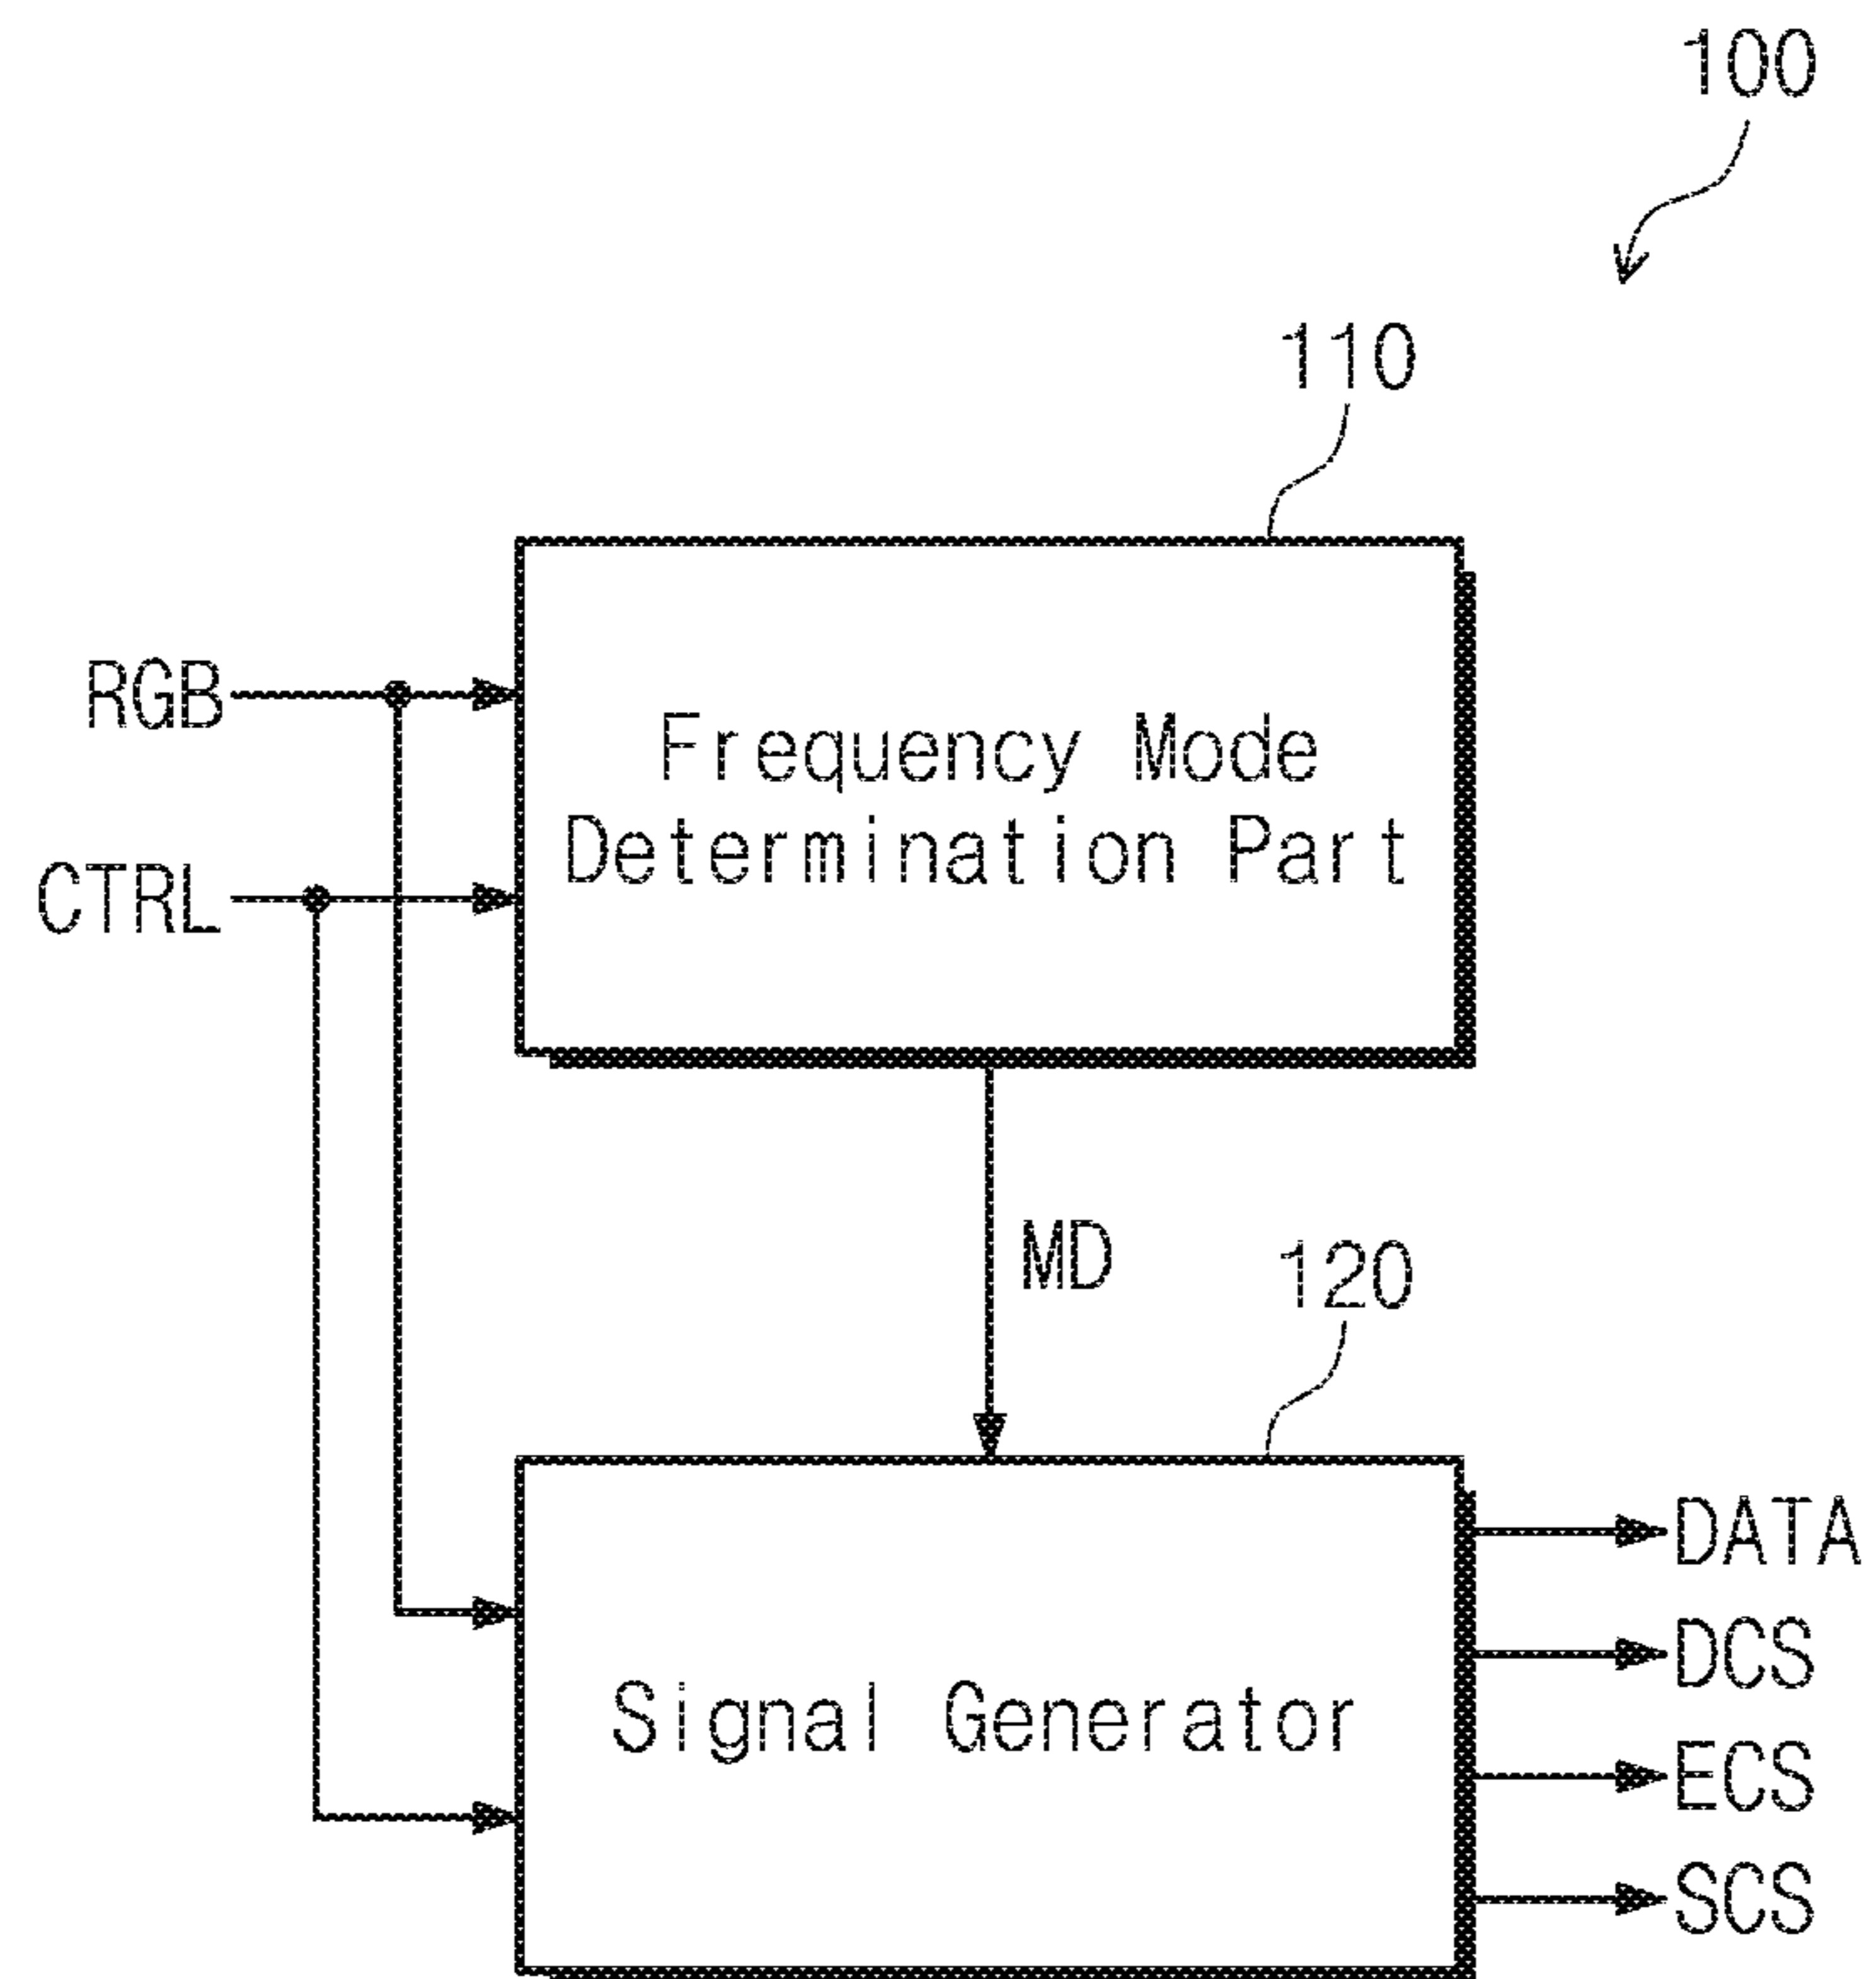 100
110
RGB
Frequency Mode
Determination Part
CTRL
MD
120
DATA
DCS
Signal Generator
ECS
SCS